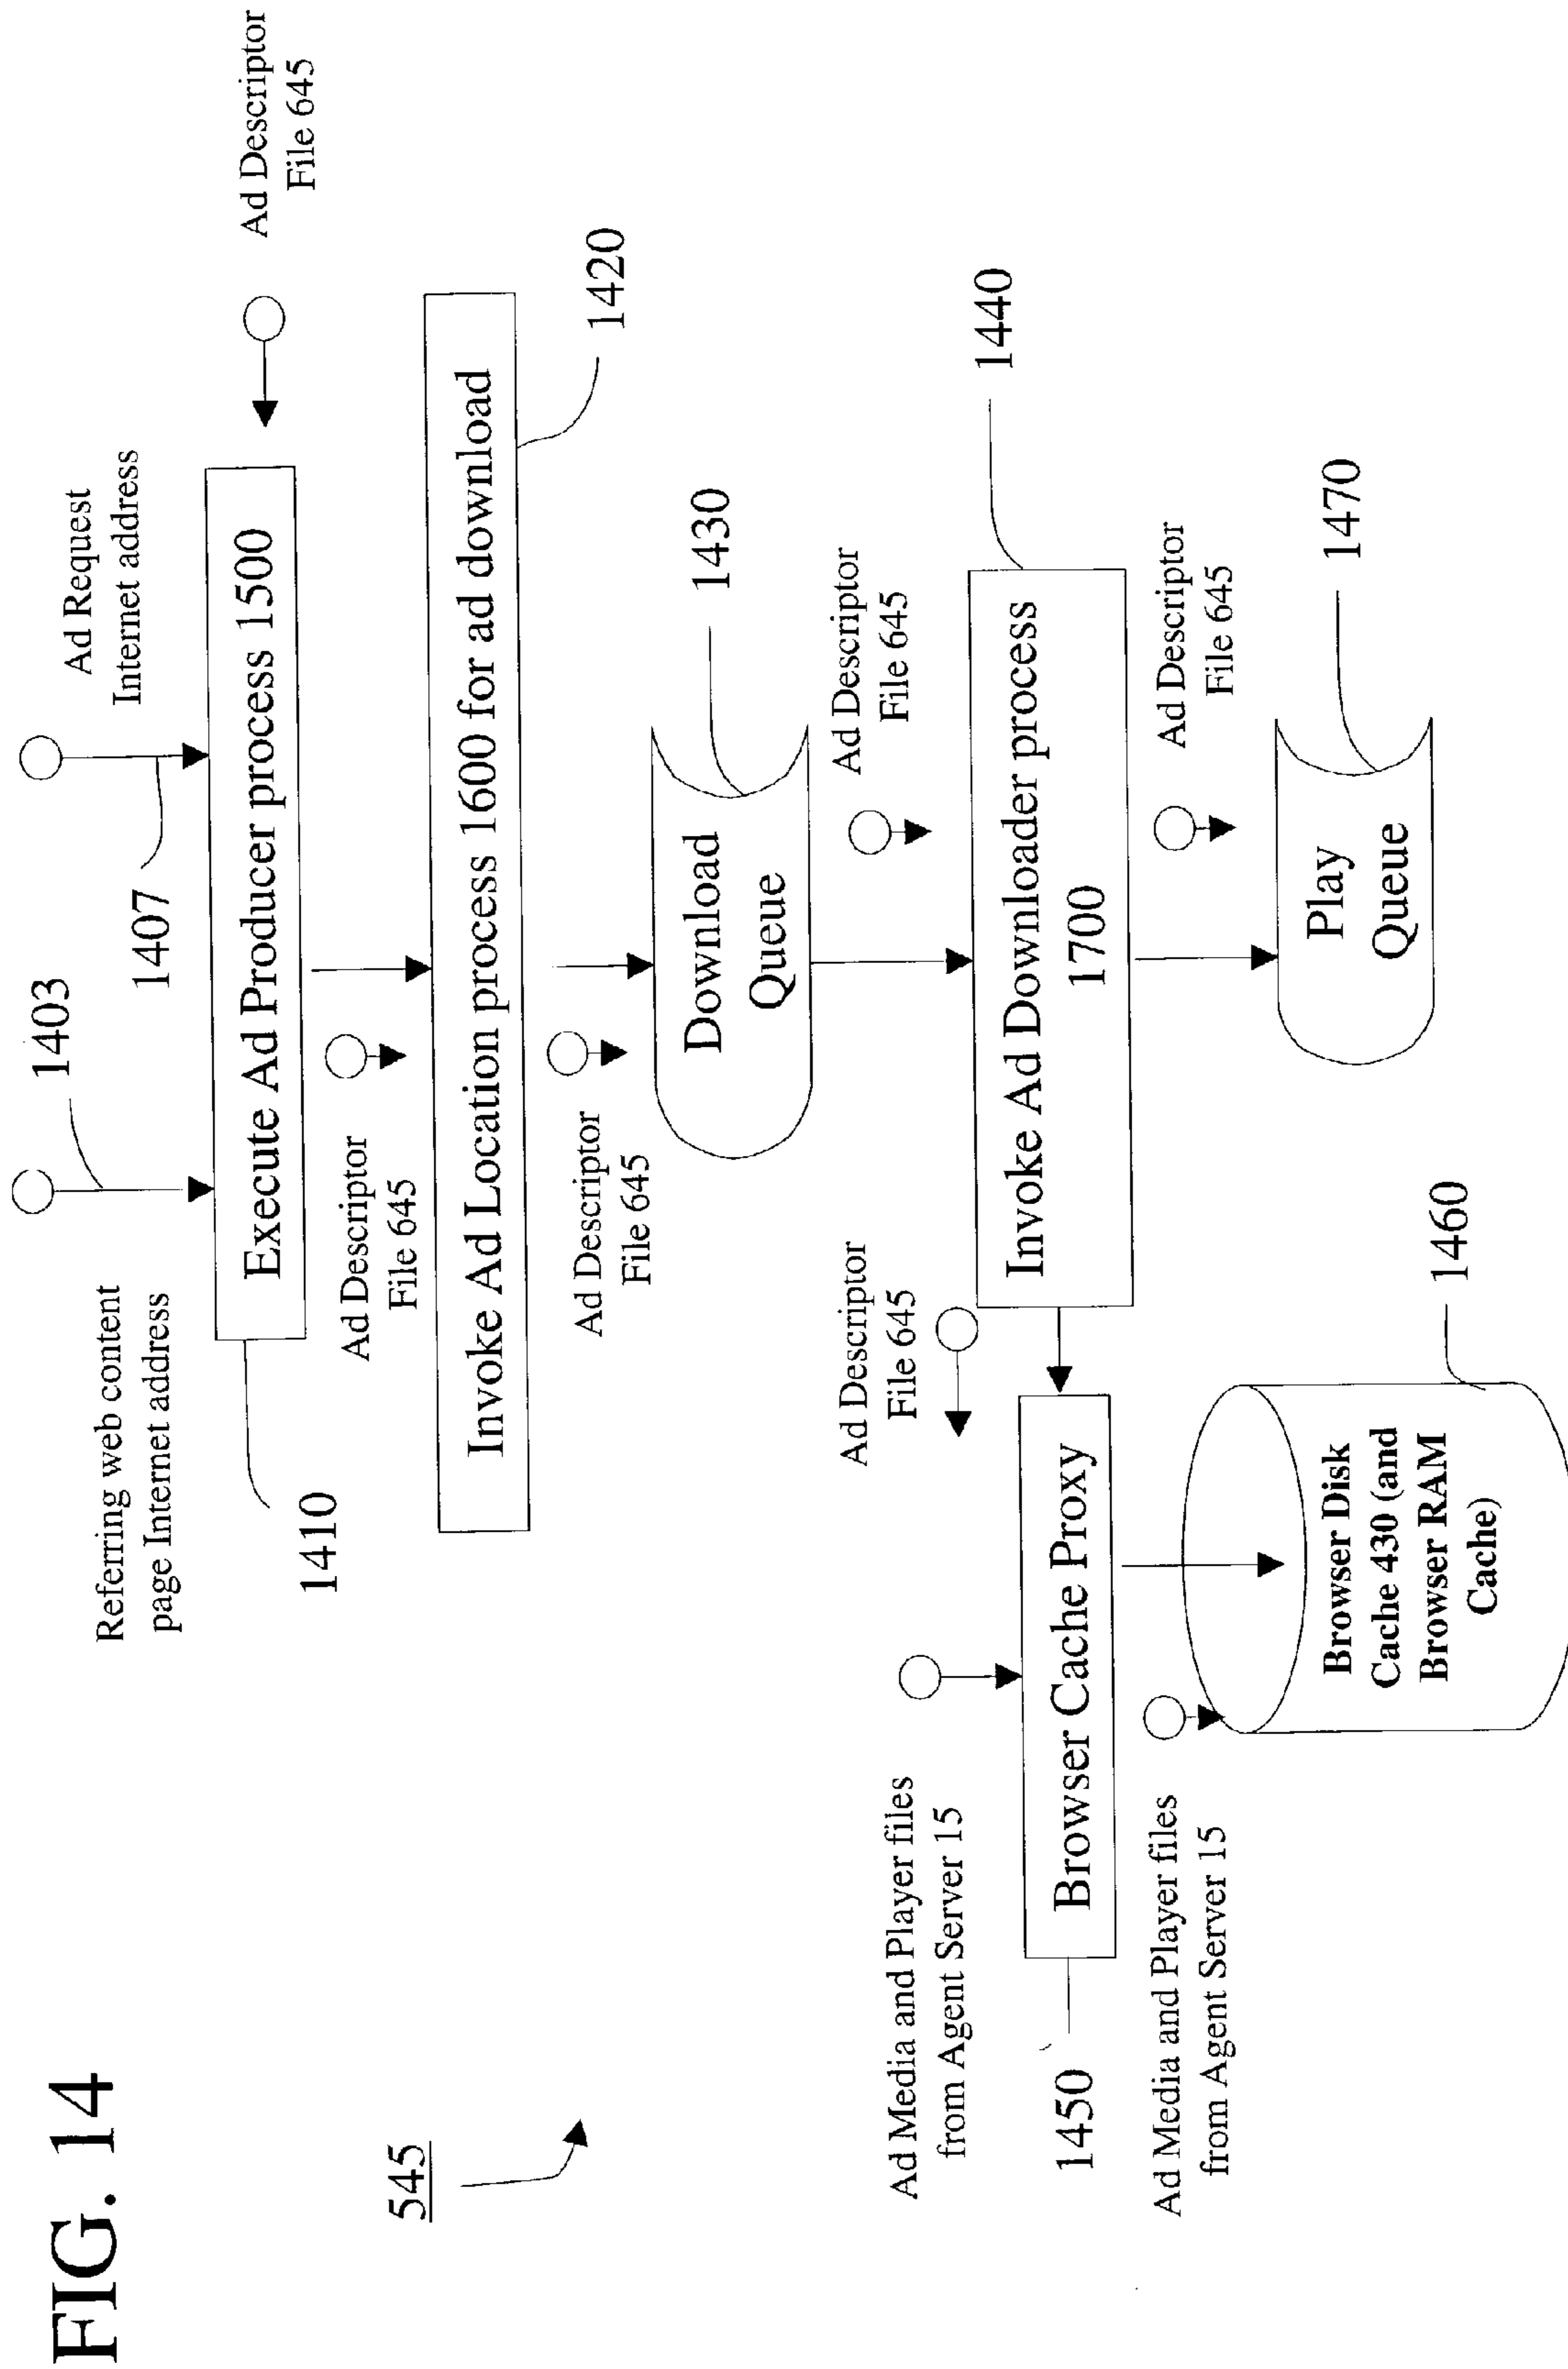 FIG. 14
545
Referring web content
page Internet address
1403
1407
Ad Request
Internet address
Execute Ad Producer process 1500
Ad Descriptor
File 645
1410
Ad Descriptor
File 645
Invoke Ad Location process 1600 for ad download
1420
Ad Descriptor
File 645
Download
Queue
1430
Ad Descriptor
File 645
Ad Descriptor
File 645
Invoke Ad Downloader process
1700
1440
Ad Media and Player files
from Agent Server 15
Browser Cache Proxy
1450
Ad Descriptor
File 645
Play
Queue
1470
Ad Media and Player files
from Agent Server 15
Browser Disk
Cache 430 (and
Browser RAM
Cache)
1460